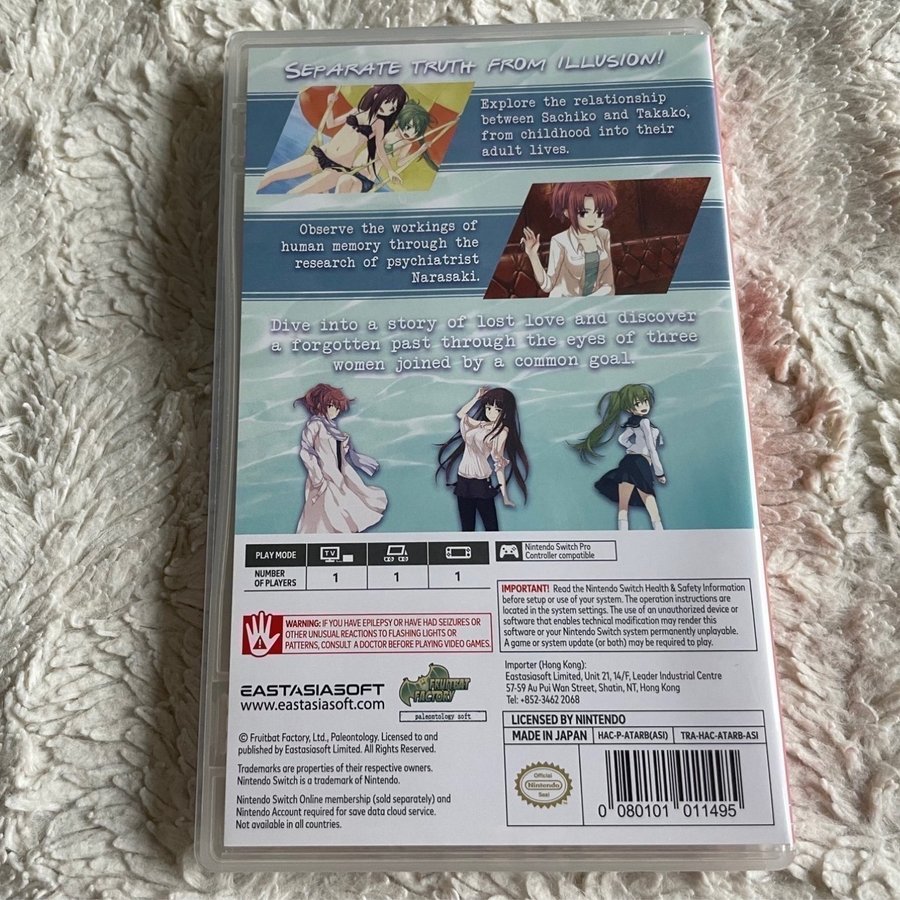 SEPARATE TRUTH FROM ILLUSION!
Explore the relationship
between Sachiko and Takako,
from childhood into their
adult lives.
Observe the workings of
human memory through the
research of psychiatrist
Narasaki.
Dive into a story of lost love and discover
a forgotten past through the eyes of three
women joined by a common goal.
PLAY MODE
TV
NUMBER
OF PLAYERS
1
1
1
Nintendo Switch Pro
Controller compatible
WARNING: IF YOU HAVE EPILEPSY OR HAVE HAD SEIZURES OR
OTHER UNUSUAL REACTIONS TO FLASHING LIGHTS OR
PATTERNS, CONSULT A DOCTOR BEFORE PLAYING VIDEO GAMES.
IMPORTANT! Read the Nintendo Switch Health & Safety Information
before setup or use of your system. The operation instructions are
located in the system settings. The use of an unauthorized device or
software that enables technical modification may render this
software or your Nintendo Switch system permanently unplayable.
A game or system update (or both) may be required to play.
EASTASIASOFT
www.eastasiasoft.com
FRUITBAT
FACTORY
paleontology soft
Importer (Hong Kong):
Eastasiasoft Limited, Unit 21, 14/F, Leader Industrial Centre
57-59 Au Pui Wan Street, Shatin, NT, Hong Kong
Tel: +852-3462 2068
© Fruitbat Factory, Ltd., Paleontology. Licensed to and
published by Eastasiasoft Limited. All Rights Reserved.
Trademarks are properties of their respective owners.
Nintendo Switch is a trademark of Nintendo.
Nintendo Switch Online membership (sold separately) and
Nintendo Account required for save data cloud service.
Not available in all countries.
LICENSED BY NINTENDO
MADE IN JAPAN
HAC-P-ATARB(ASI)
TRA-HAC-ATARB-ASI
Official
Nintendo
Seal
0 080101 011495